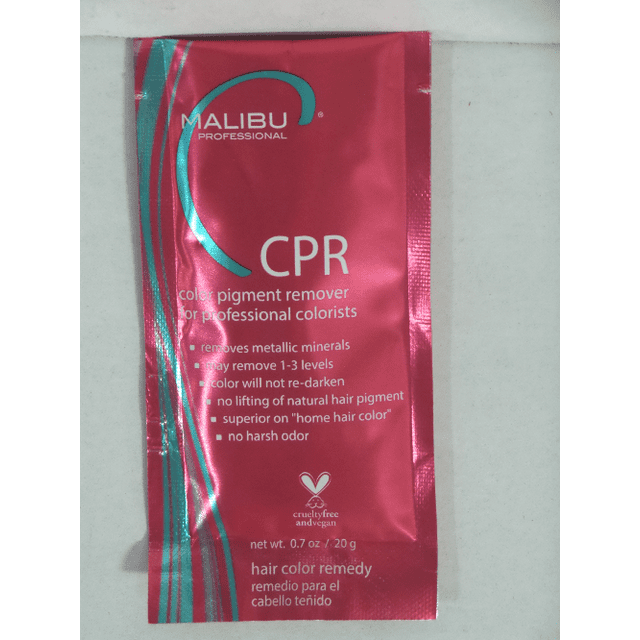 MALIBU®
PROFESSIONAL
CPR
color pigment remover
for professional colorists
▪ removes metallic minerals
▪ may remove 1-3 levels
▪ color will not re-darken
▪ no lifting of natural hair pigment
▪ superior on "home hair color"
▪ no harsh odor
crueltyfree
andvegan
net wt. 0.7 oz / 20 g
hair color remedy
remedio para el
cabello teñido